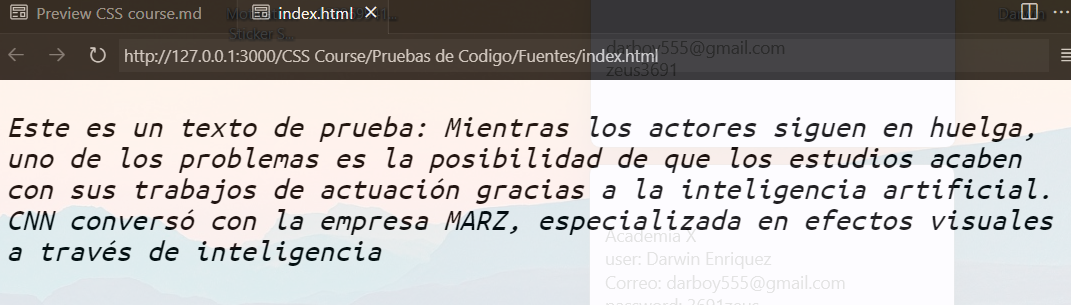 Preview CSS course.md
index.html
http://127.0.0.1:3000/CSS Course/Pruebas de Codigo/Fuentes/index.html
darboy555@gmail.com
zeus3691
Este es un texto de prueba: Mientras los actores siguen en huelga,
uno de los problemas es la posibilidad de que los estudios acaben
con sus trabajos de actuación gracias a la inteligencia artificial.
CNN conversó con la empresa MARZ, especializada en efectos visuales
a través de inteligencia
Academia X
user: Darwin Enriquez
Correo: darboy555@gmail.com
password: 3691zeus